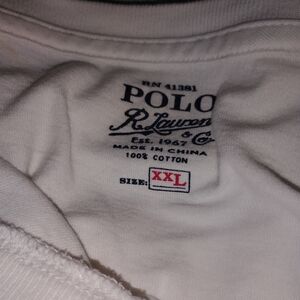 RN 41381
POLO
R. Lauren
& Co.
Est. 1967
MADE IN CHINA
100% COTTON
SIZE: XXL